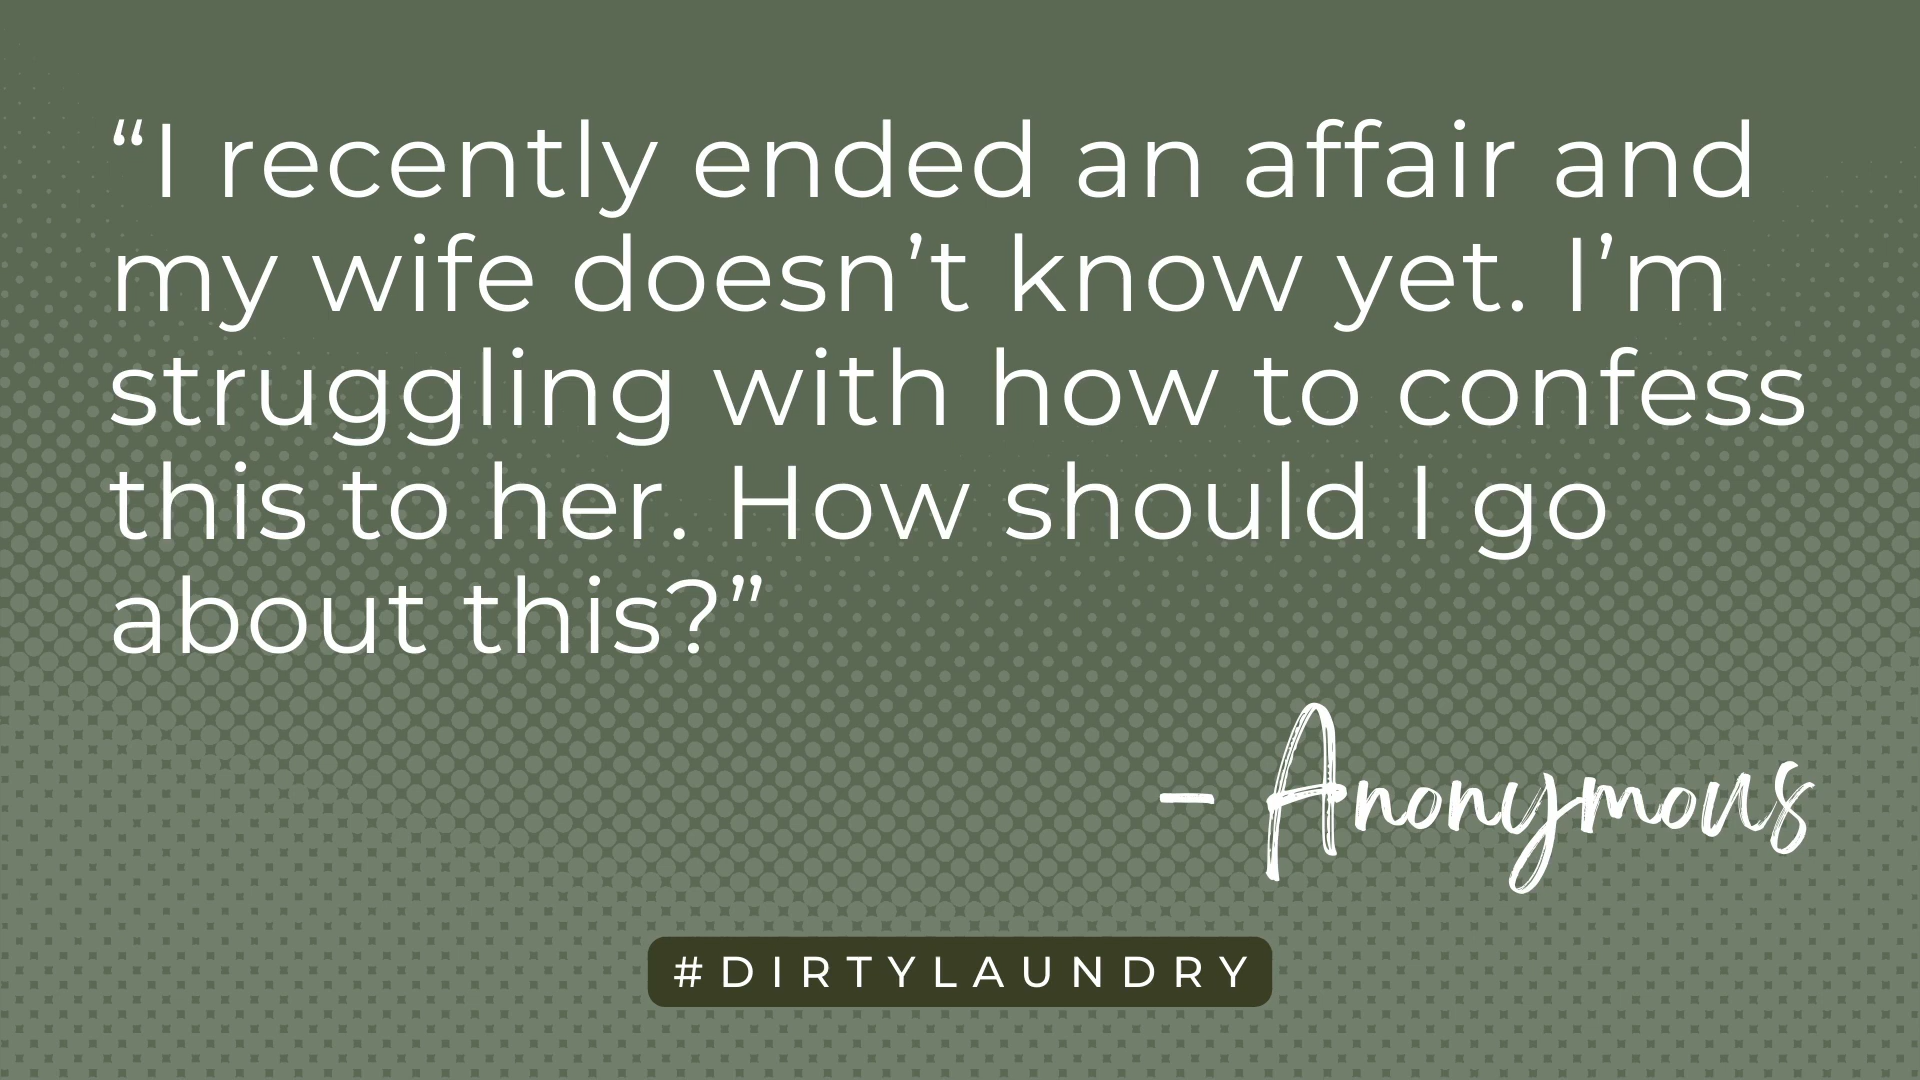 “I recently ended an affair and
my wife doesn’t know yet. I’m
struggling with how to confess
this to her. How should I go
about this?”
- Anonymous
#DIRTYLAUNDRY